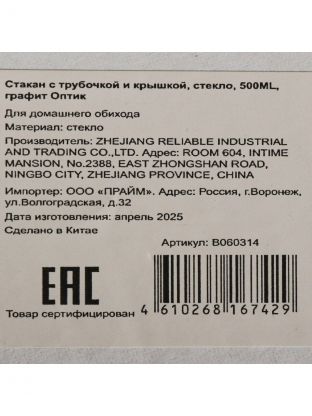 Стакан с трубочкой и крышкой, стекло, 500ML,
графит Оптик
Для домашнего обихода
Материал: стекло
Производитель: ZHEJIANG RELIABLE INDUSTRIAL
AND TRADING CO.,LTD. Адрес: ROOM 604, INTIME
MANSION, No.2388, EAST ZHONGSHAN ROAD,
NINGBO CITY, ZHEJIANG PROVINCE, CHINA
Импортер: ООО «ПРАЙМ». Адрес: Россия, г.Воронеж,
ул.Волгоградская, д.32
Дата изготовления: апрель 2025
Сделано в Китае
Артикул: B060314
EAC
Товар сертифицирован
4 610268 167429